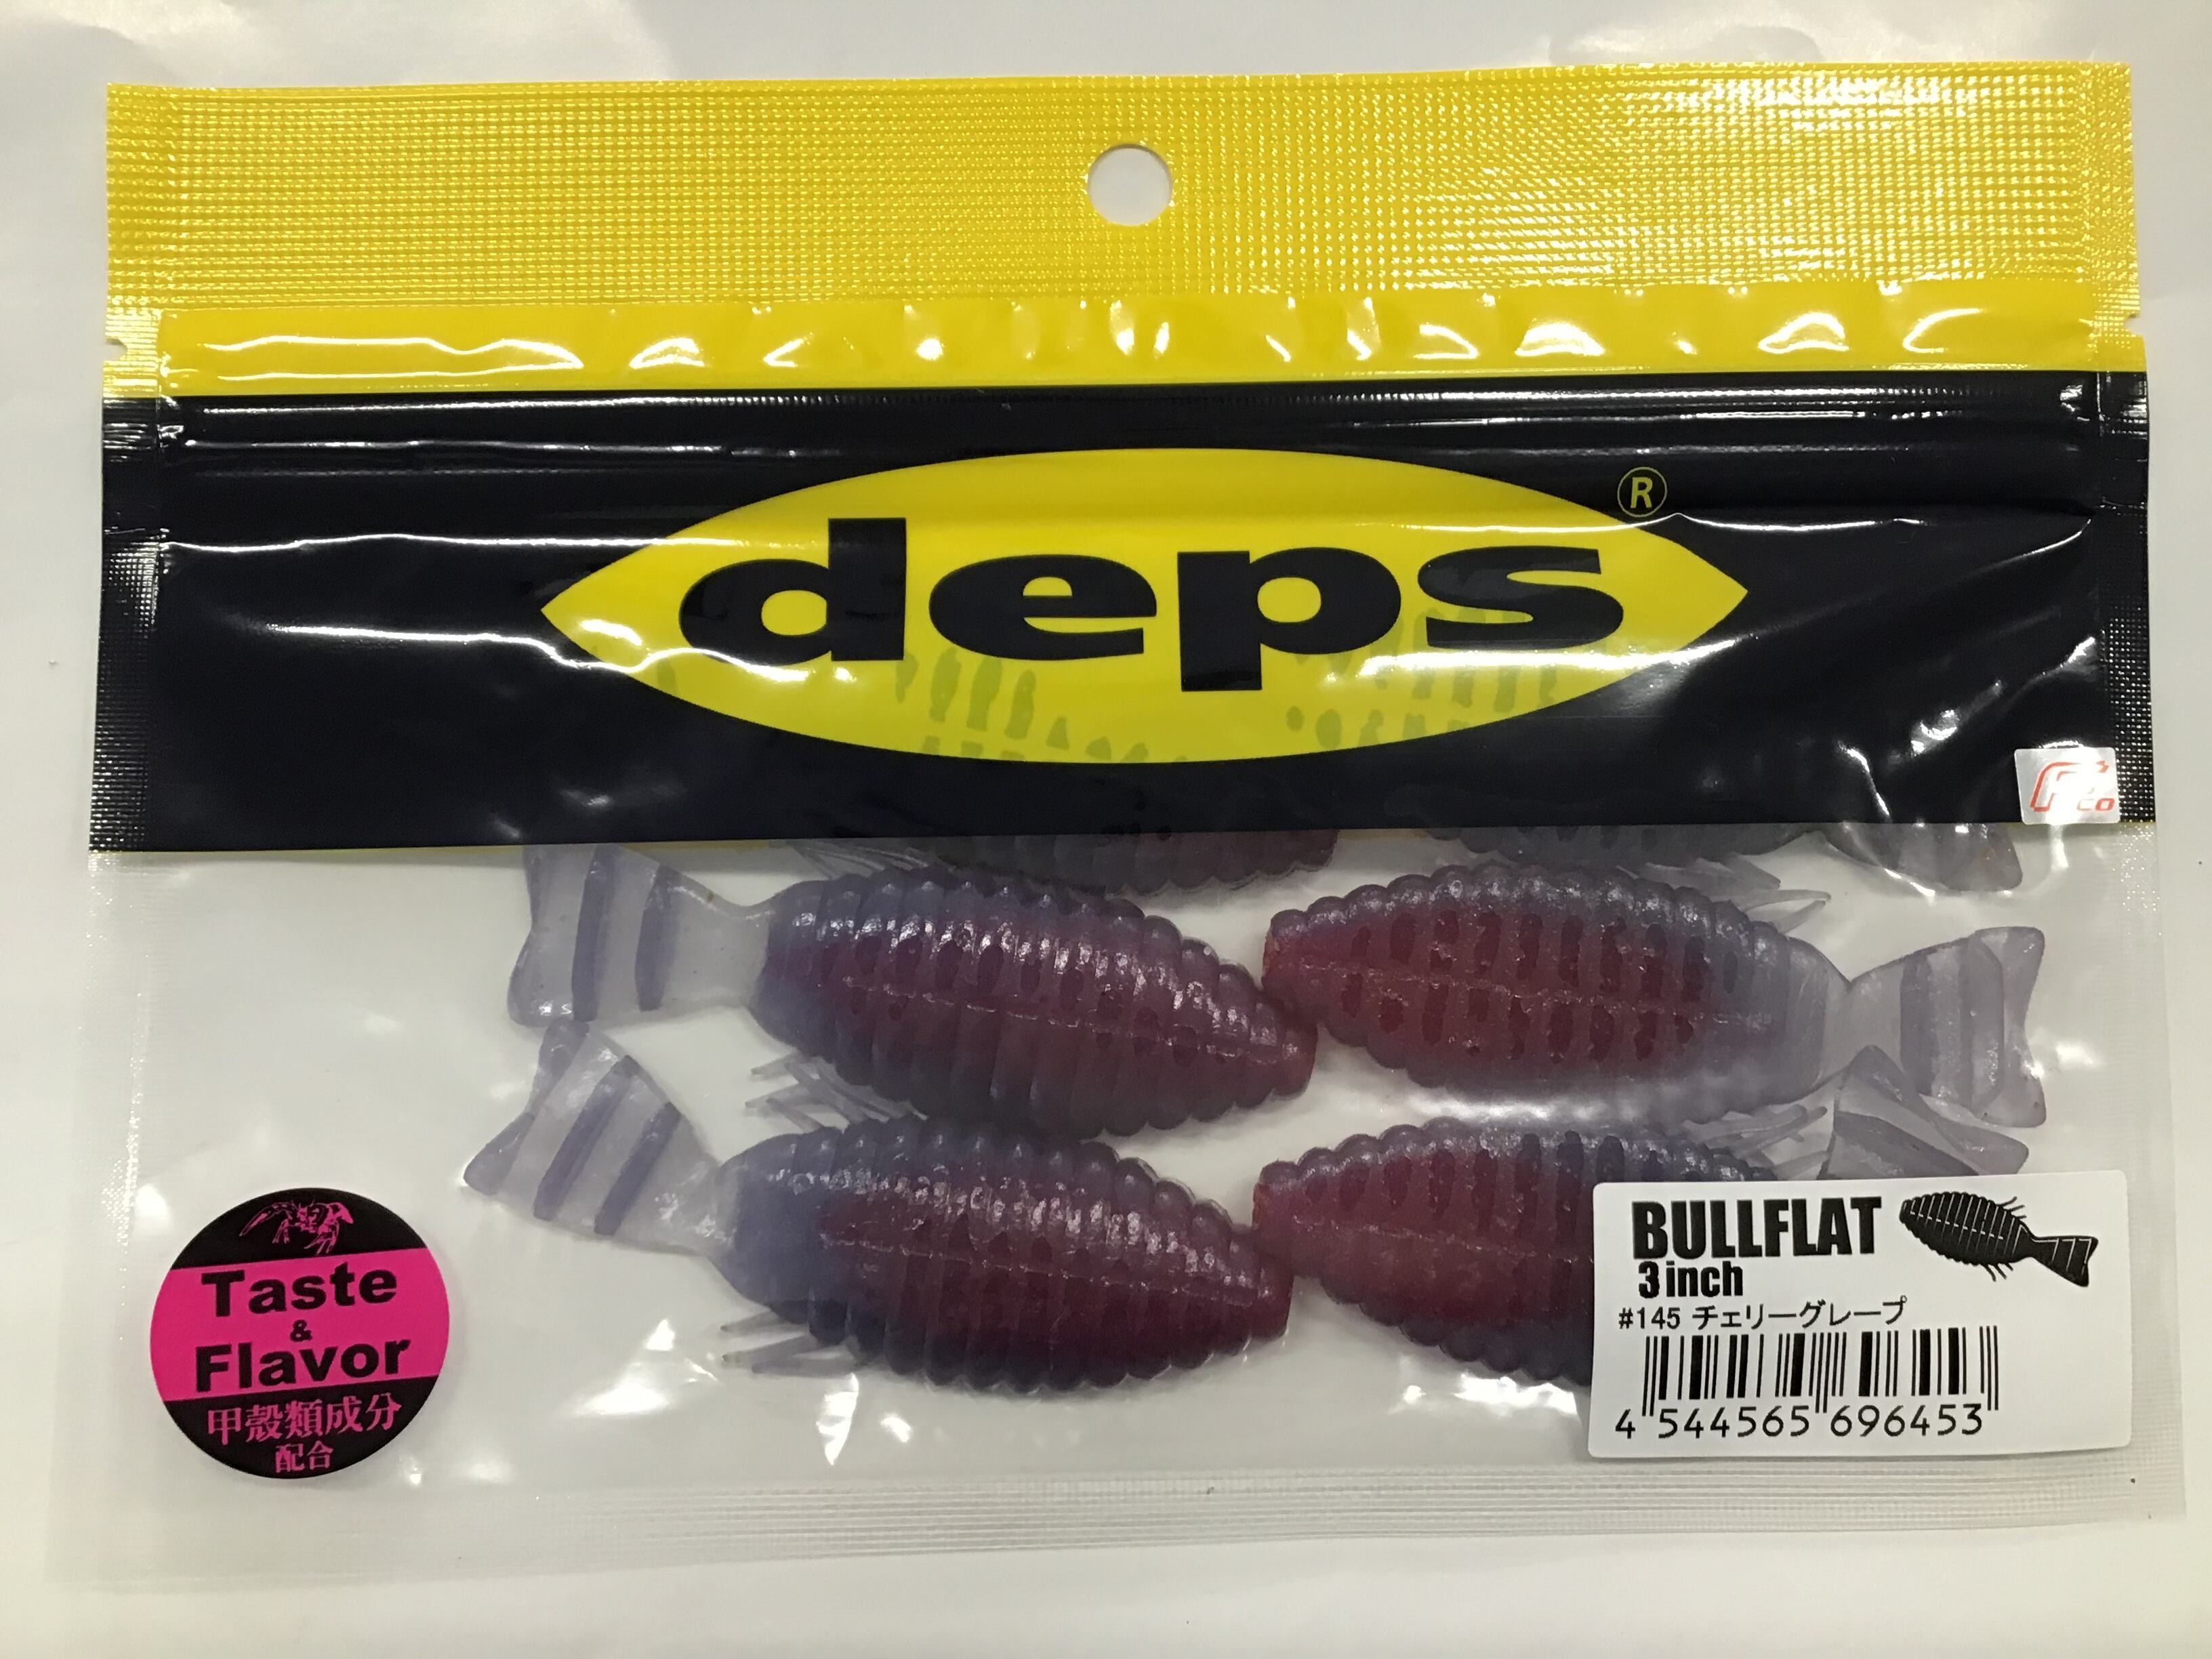 deps
®
Taste
&
Flavor
甲殻類成分
配合
BULLFLAT
3inch
#145 チェリーグレープ
4 544565 696453